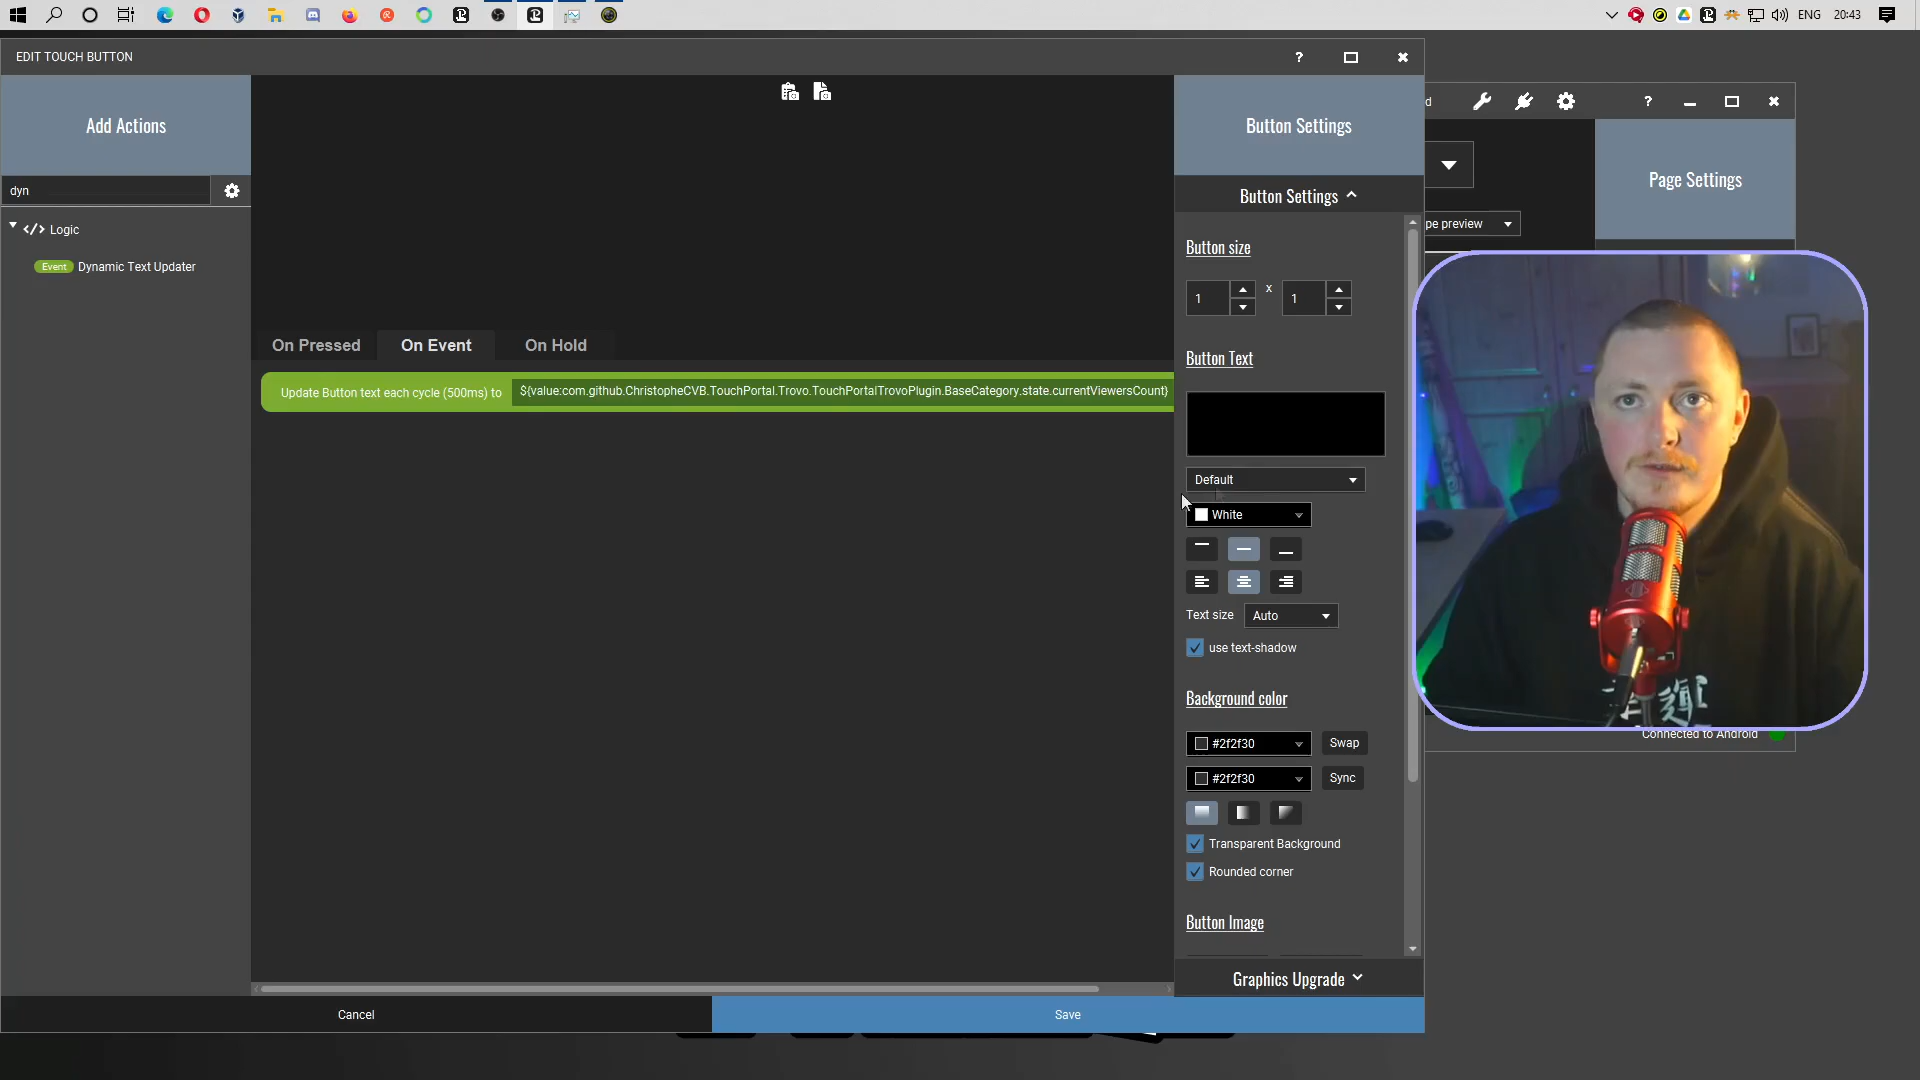 ENG 20:43
EDIT TOUCH BUTTON
?
Add Actions
Button Settings
d
?
dyn
Page Settings
Button Settings
Logic
pe preview
Event Dynamic Text Updater
Button size
1 x 1
On Pressed On Event On Hold
Button Text
Update Button text each cycle (500ms) to ${value:com.github.ChristopheCVB.TouchPortal.Trovo.TouchPortalTrovoPlugin.BaseCategory.state.currentViewersCount}
Default
White
Text size Auto
use text-shadow
Background color
#2f2f30 Swap
#2f2f30 Sync
Connected to Android
Transparent Background
Rounded corner
Button Image
Graphics Upgrade
Cancel Save